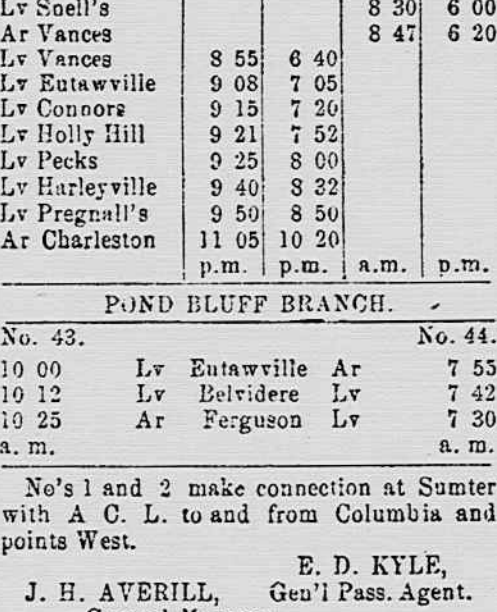 Lv Snell's 8 30 6 00
Ar Vances 8 47 6 20
Lv Vances 8 55 6 40
Lv Eutawville 9 08 7 05
Lv Connors 9 15 7 20
Lv Holly Hill 9 21 7 52
Lv Pecks 9 25 8 00
Lv Harleyville 9 40 8 32
Lv Pregnall's 9 50 8 50
Ar Charleston 11 05 10 20
p.m. p.m. a.m. p.m.
POND BLUFF BRANCH.
No. 43. No. 44.
10 00 Lv Eutawville Ar 7 55
10 12 Lv Belvidere Lv 7 42
10 25 Ar Ferguson Lv 7 30
a. m. a. m.
No's 1 and 2 make connection at Sumter
with A C. L. to and from Columbia and
points West.
E. D. KYLE,
J. H. AVERILL, Gen'l Pass. Agent.